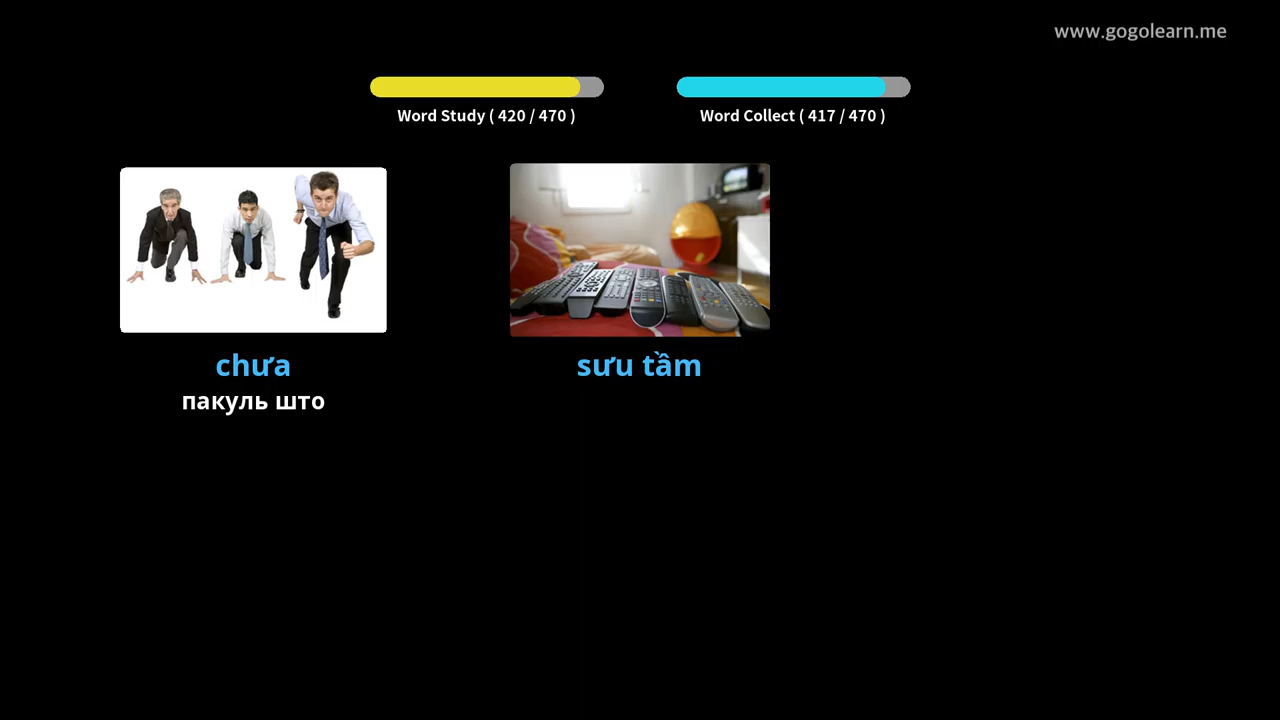 www.gogolearn.me
Word Study ( 420 / 470 )
Word Collect ( 417 / 470 )
chưa
пакуль што
sưu tầm